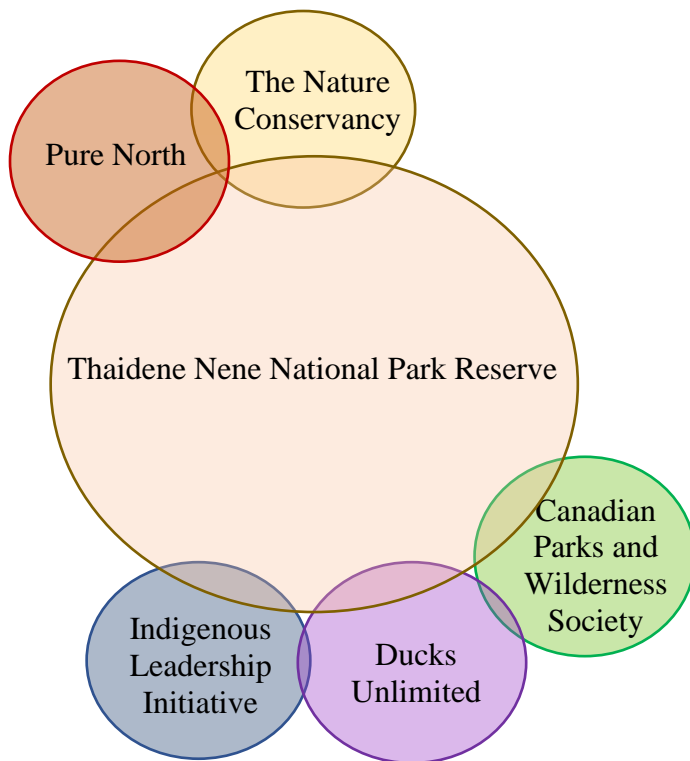 The Nature
Conservancy
Pure North
Thaidene Nene National Park Reserve
Canadian
Parks and
Wilderness
Society
Indigenous
Leadership
Initiative
Ducks
Unlimited